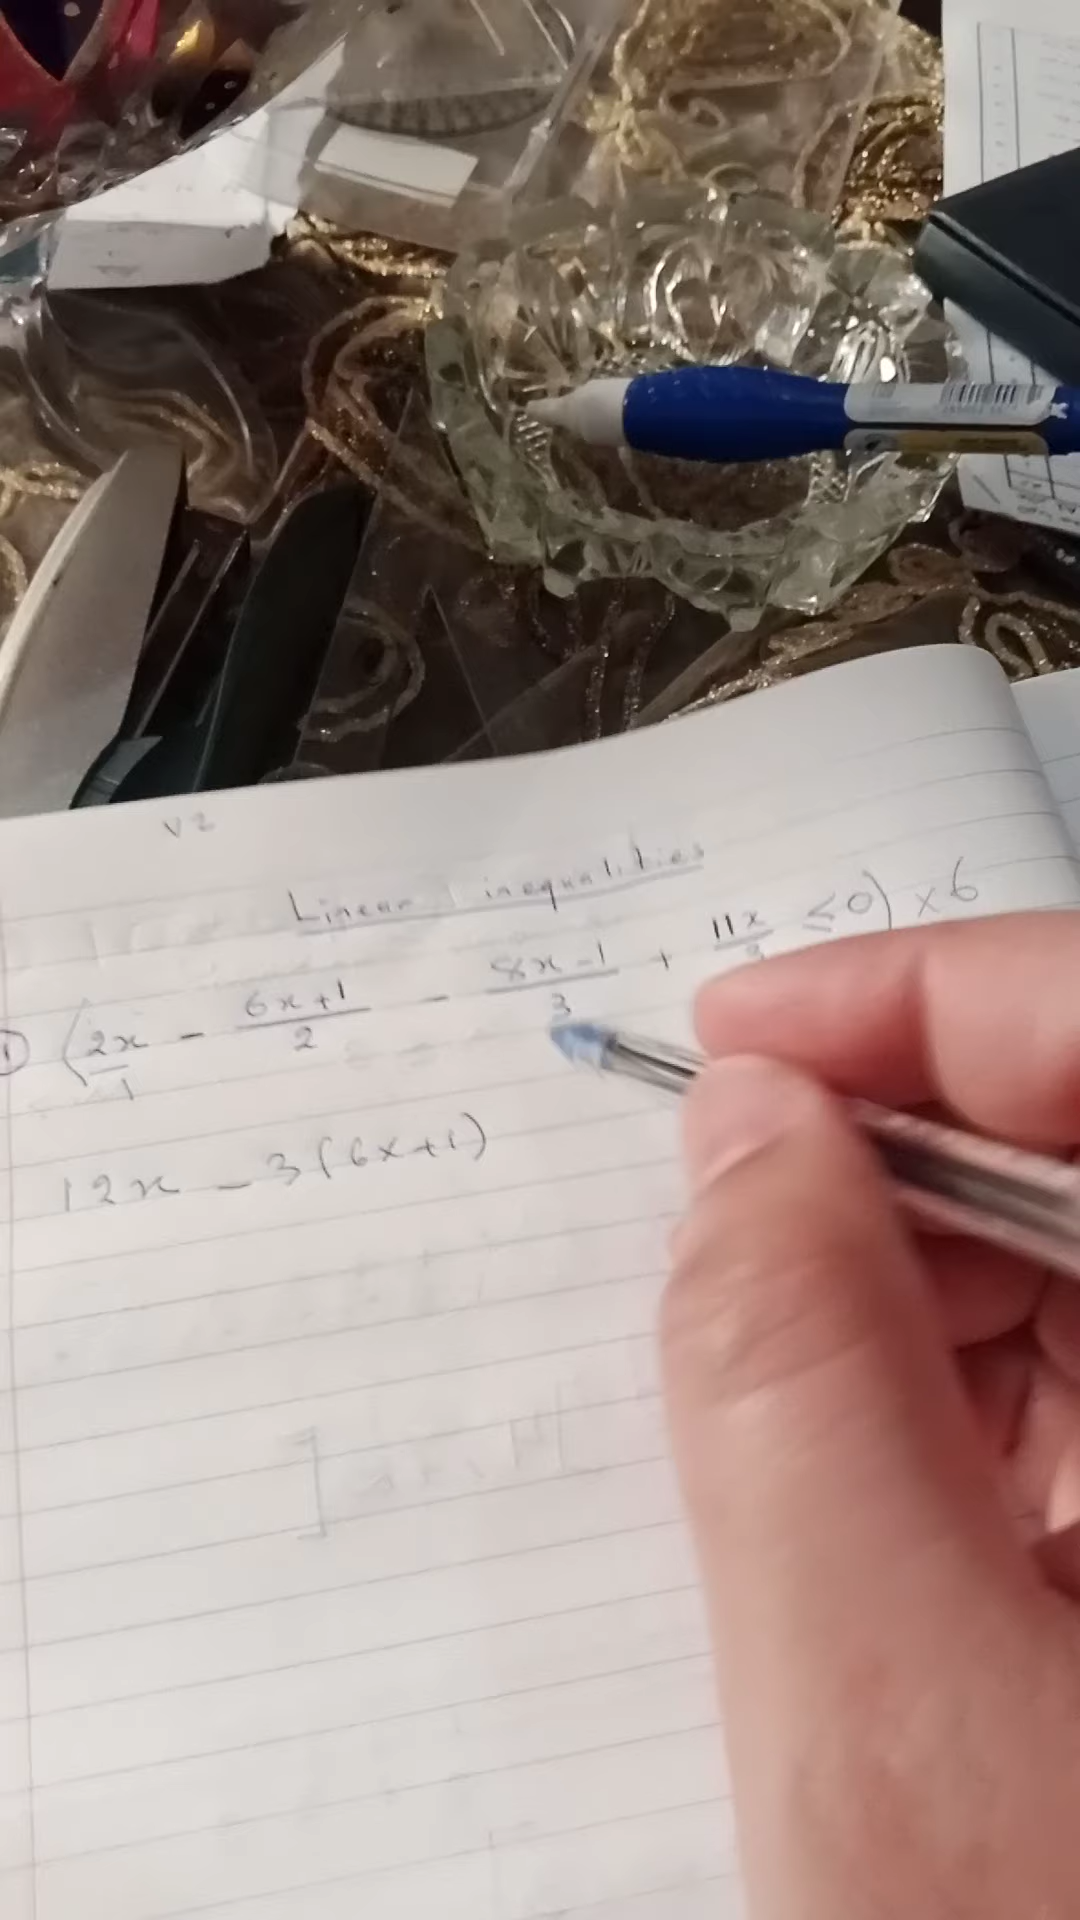 V2
Linear inequalities
① (2x/1 - 6x+1/2 - 8x-1/3 + 11x/3 ≤0) × 6
12x - 3(6x+1)